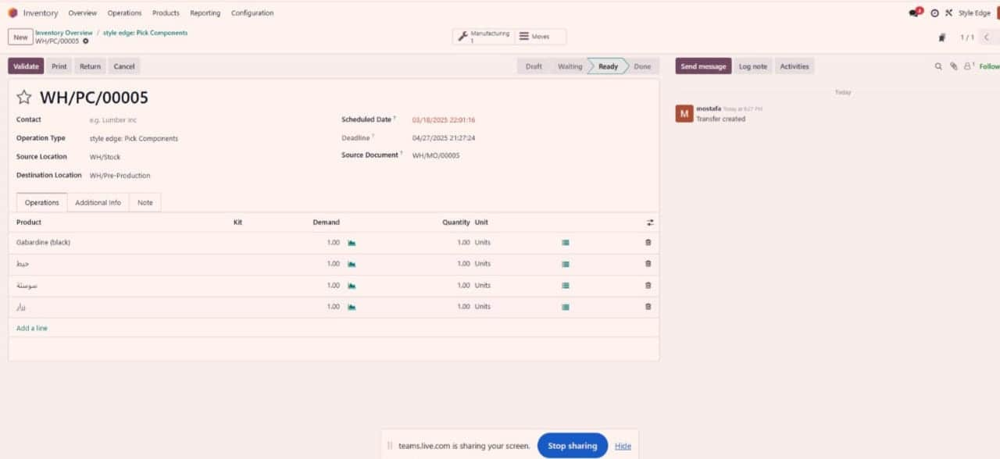 Inventory Overview Operations Products Reporting Configuration 3 Style Edge
New Inventory Overview / style edge: Pick Components Manufacturing 1 Moves 1 / 1
WH/PC/00005
Validate Print Return Cancel Draft Waiting Ready Done Send message Log note Activities 1 Follow
WH/PC/00005
Today
Contact e.g. Lumber Inc Scheduled Date ? 03/18/2025 22:01:16
M mostafa Today at 9:27 PM
Transfer created
Operation Type style edge: Pick Components Deadline ? 04/27/2025 21:27:24
Source Location WH/Stock Source Document ? WH/MO/00005
Destination Location WH/Pre-Production
Operations Additional Info Note
Product Kit Demand Quantity Unit
Gabardine (black) 1.00 1.00 Units
خيط 1.00 1.00 Units
سوستة 1.00 1.00 Units
زرار 1.00 1.00 Units
Add a line
teams.live.com is sharing your screen. Stop sharing Hide